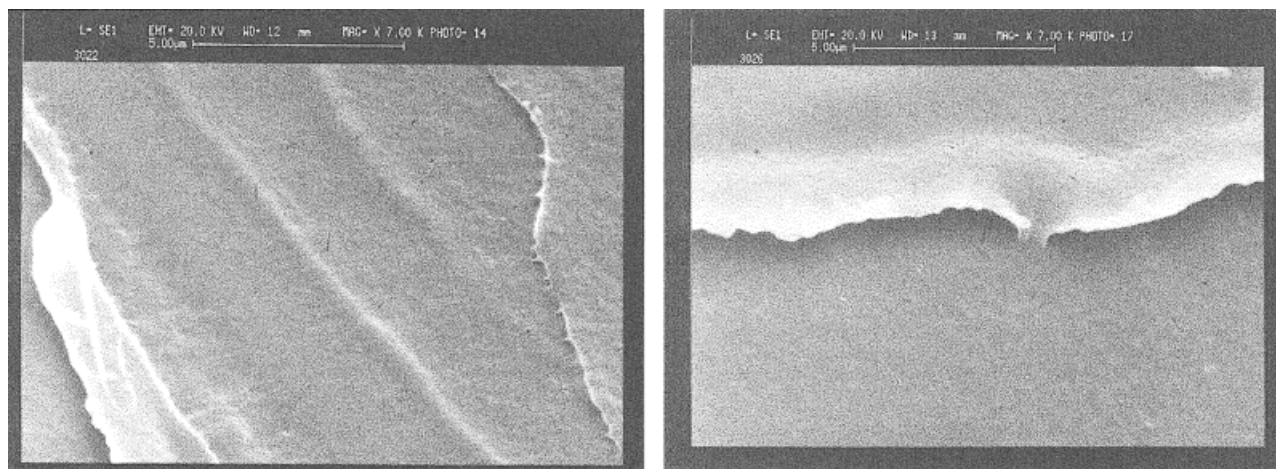 L= SE1 EHT= 20.0 KV WD= 12 mm MAG= X 7.00 K PHOTO= 14
5.00µm
3022
L= SE1 EHT= 20.0 KV WD= 13 mm MAG= X 7.00 K PHOTO= 17
5.00µm
3026